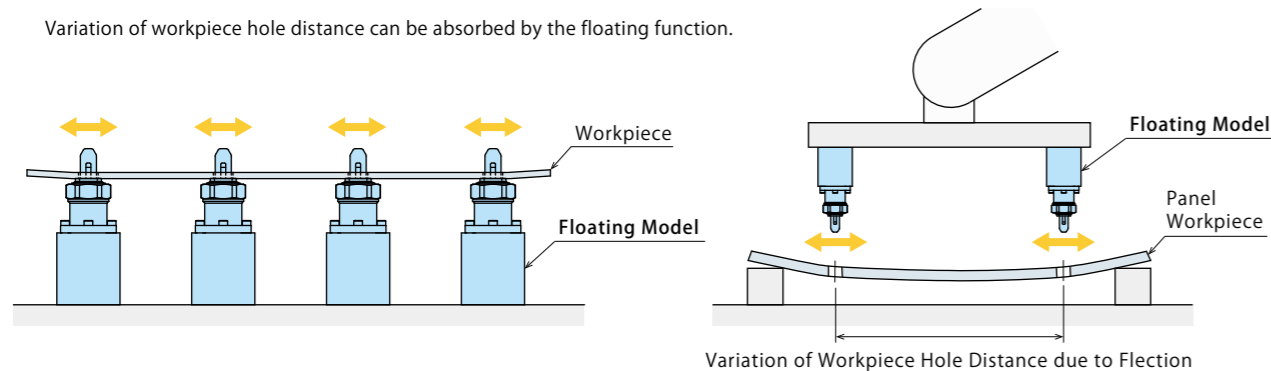 Variation of workpiece hole distance can be absorbed by the floating function.
Workpiece
Floating Model
Floating Model
Panel
Workpiece
Variation of Workpiece Hole Distance due to Flection